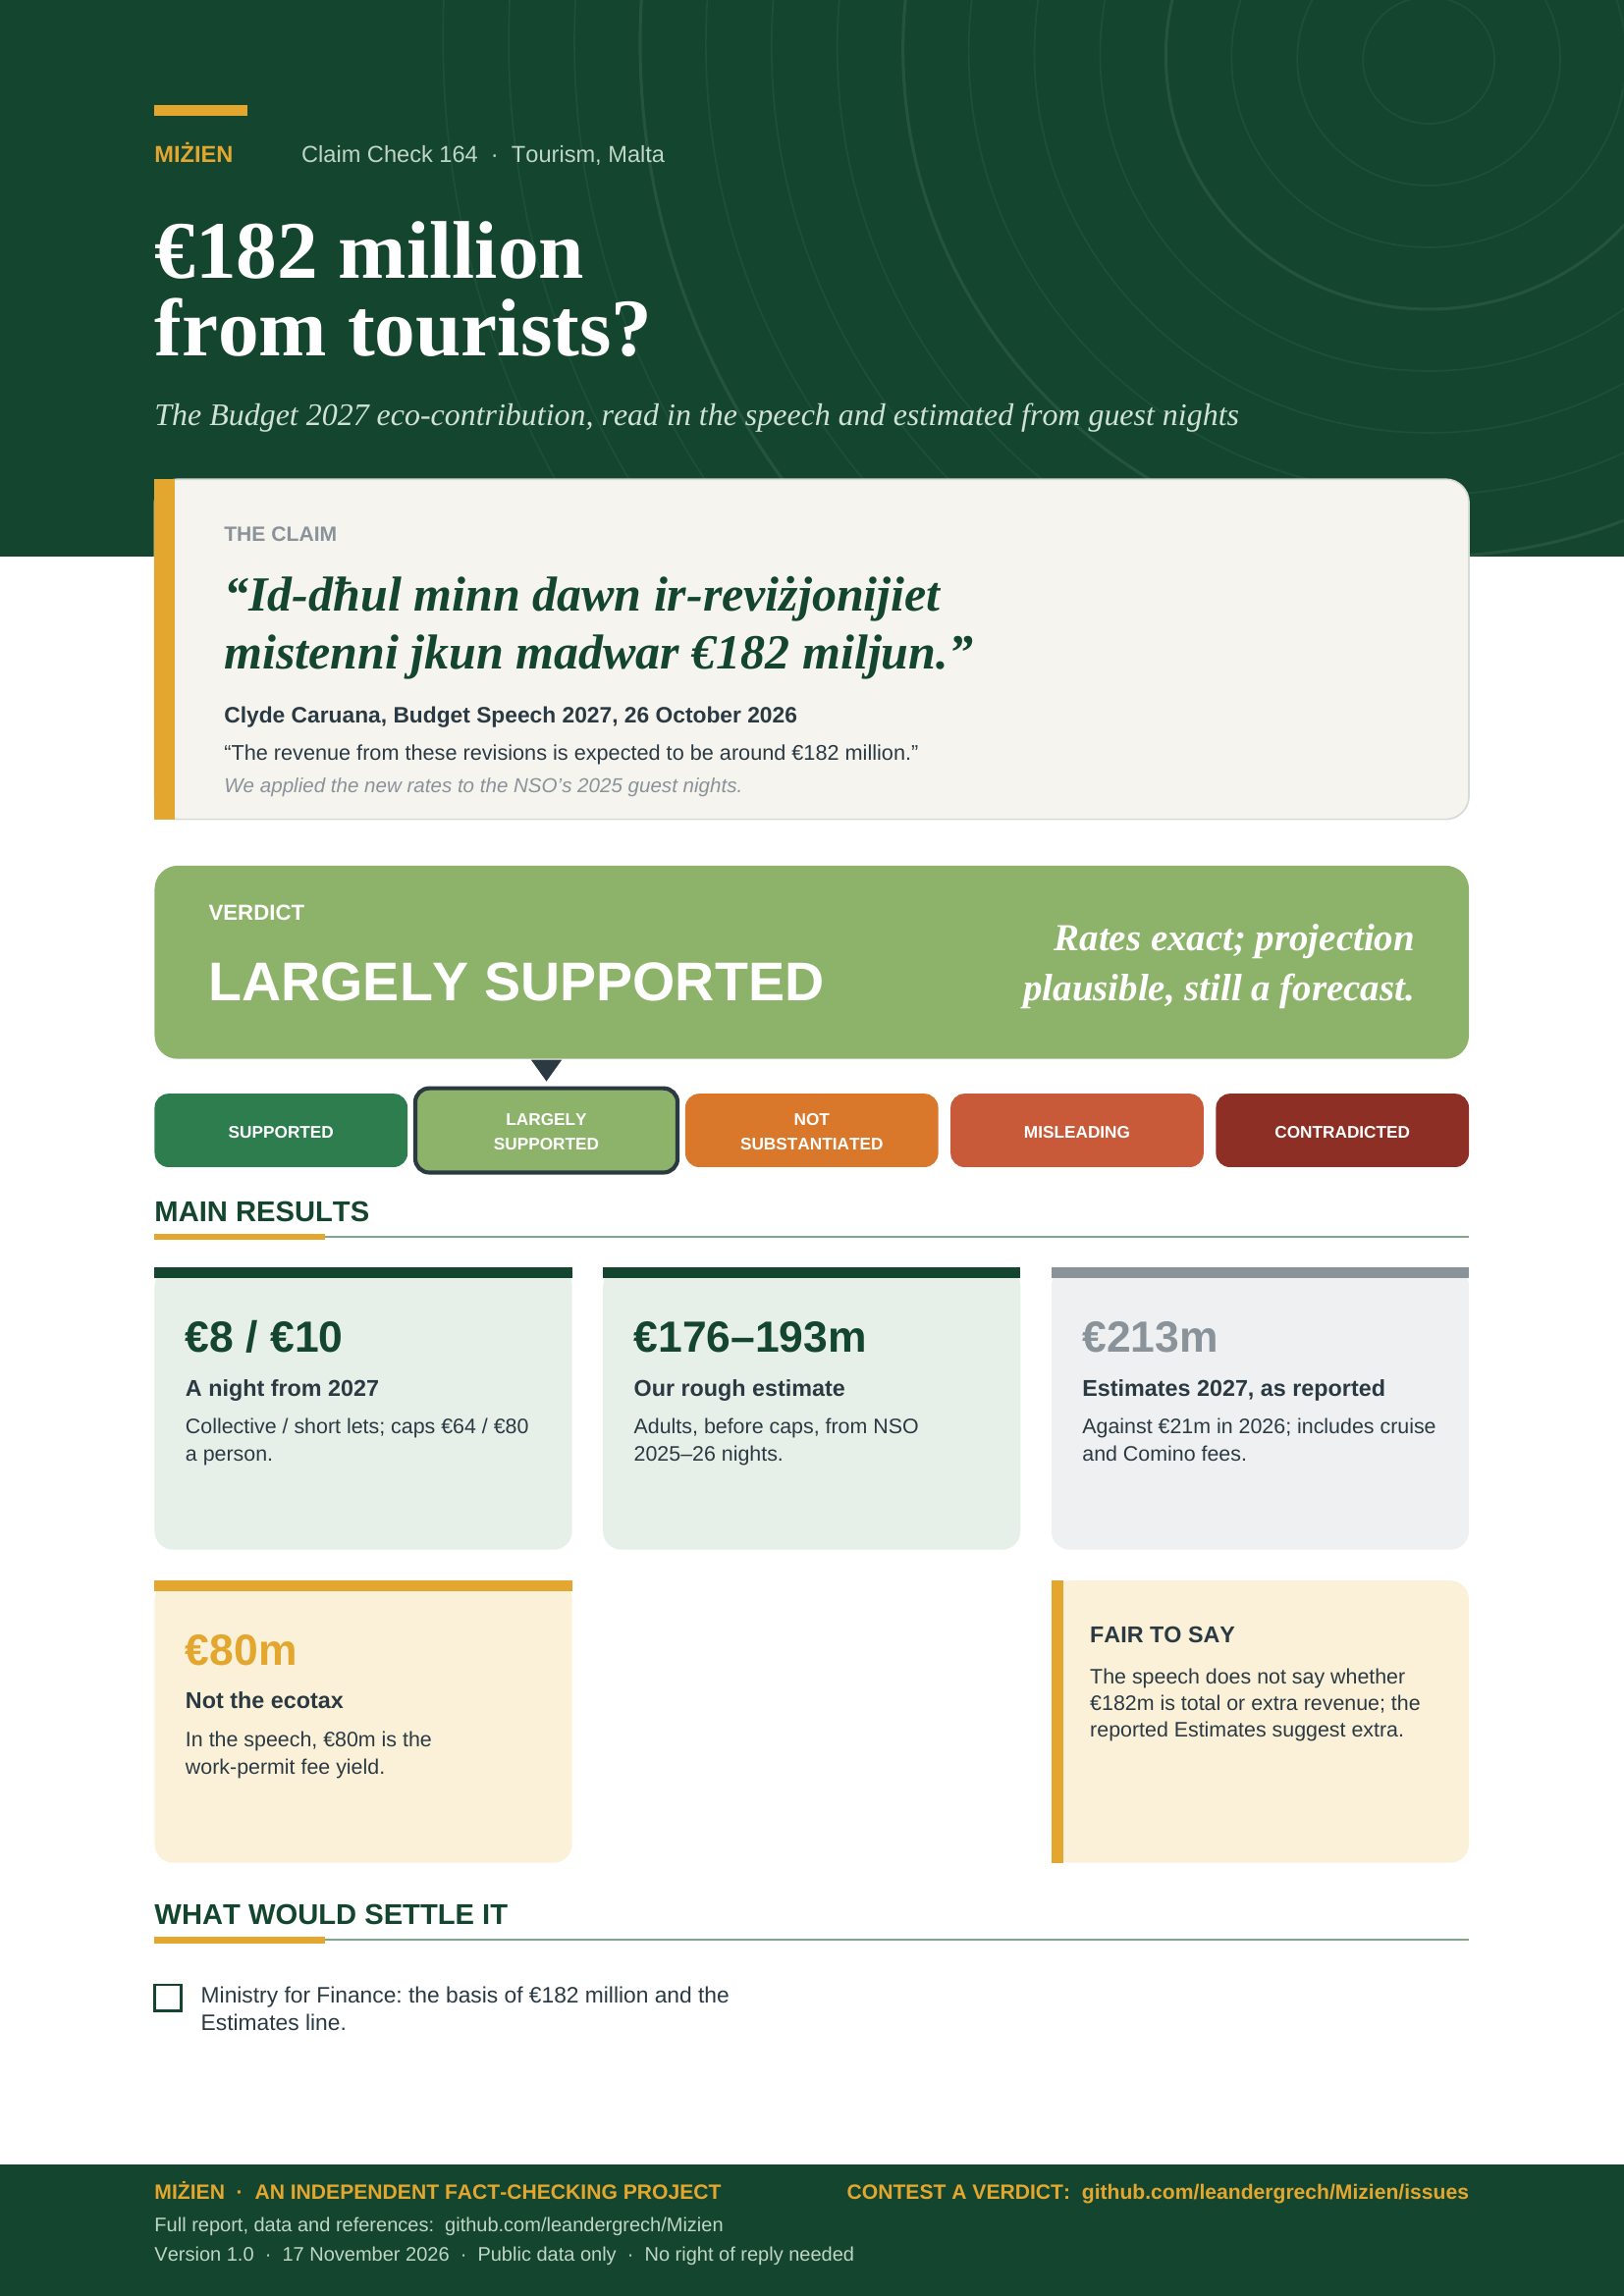 MIŻIEN Claim Check 164 · Tourism, Malta
€182 million
from tourists?
The Budget 2027 eco-contribution, read in the speech and estimated from guest nights
THE CLAIM
“Id-dħul minn dawn ir-reviżjonijiet
mistenni jkun madwar €182 miljun.”
Clyde Caruana, Budget Speech 2027, 26 October 2026
“The revenue from these revisions is expected to be around €182 million.”
We applied the new rates to the NSO’s 2025 guest nights.
VERDICT
LARGELY SUPPORTED
Rates exact; projection
plausible, still a forecast.
SUPPORTED
LARGELY
SUPPORTED
NOT
SUBSTANTIATED
MISLEADING
CONTRADICTED
MAIN RESULTS
€8 / €10
A night from 2027
Collective / short lets; caps €64 / €80
a person.
€176–193m
Our rough estimate
Adults, before caps, from NSO
2025–26 nights.
€213m
Estimates 2027, as reported
Against €21m in 2026; includes cruise
and Comino fees.
€80m
Not the ecotax
In the speech, €80m is the
work-permit fee yield.
FAIR TO SAY
The speech does not say whether
€182m is total or extra revenue; the
reported Estimates suggest extra.
WHAT WOULD SETTLE IT
Ministry for Finance: the basis of €182 million and the
Estimates line.
MIŻIEN · AN INDEPENDENT FACT-CHECKING PROJECT
CONTEST A VERDICT: github.com/leandergrech/Mizien/issues
Full report, data and references: github.com/leandergrech/Mizien
Version 1.0 · 17 November 2026 · Public data only · No right of reply needed